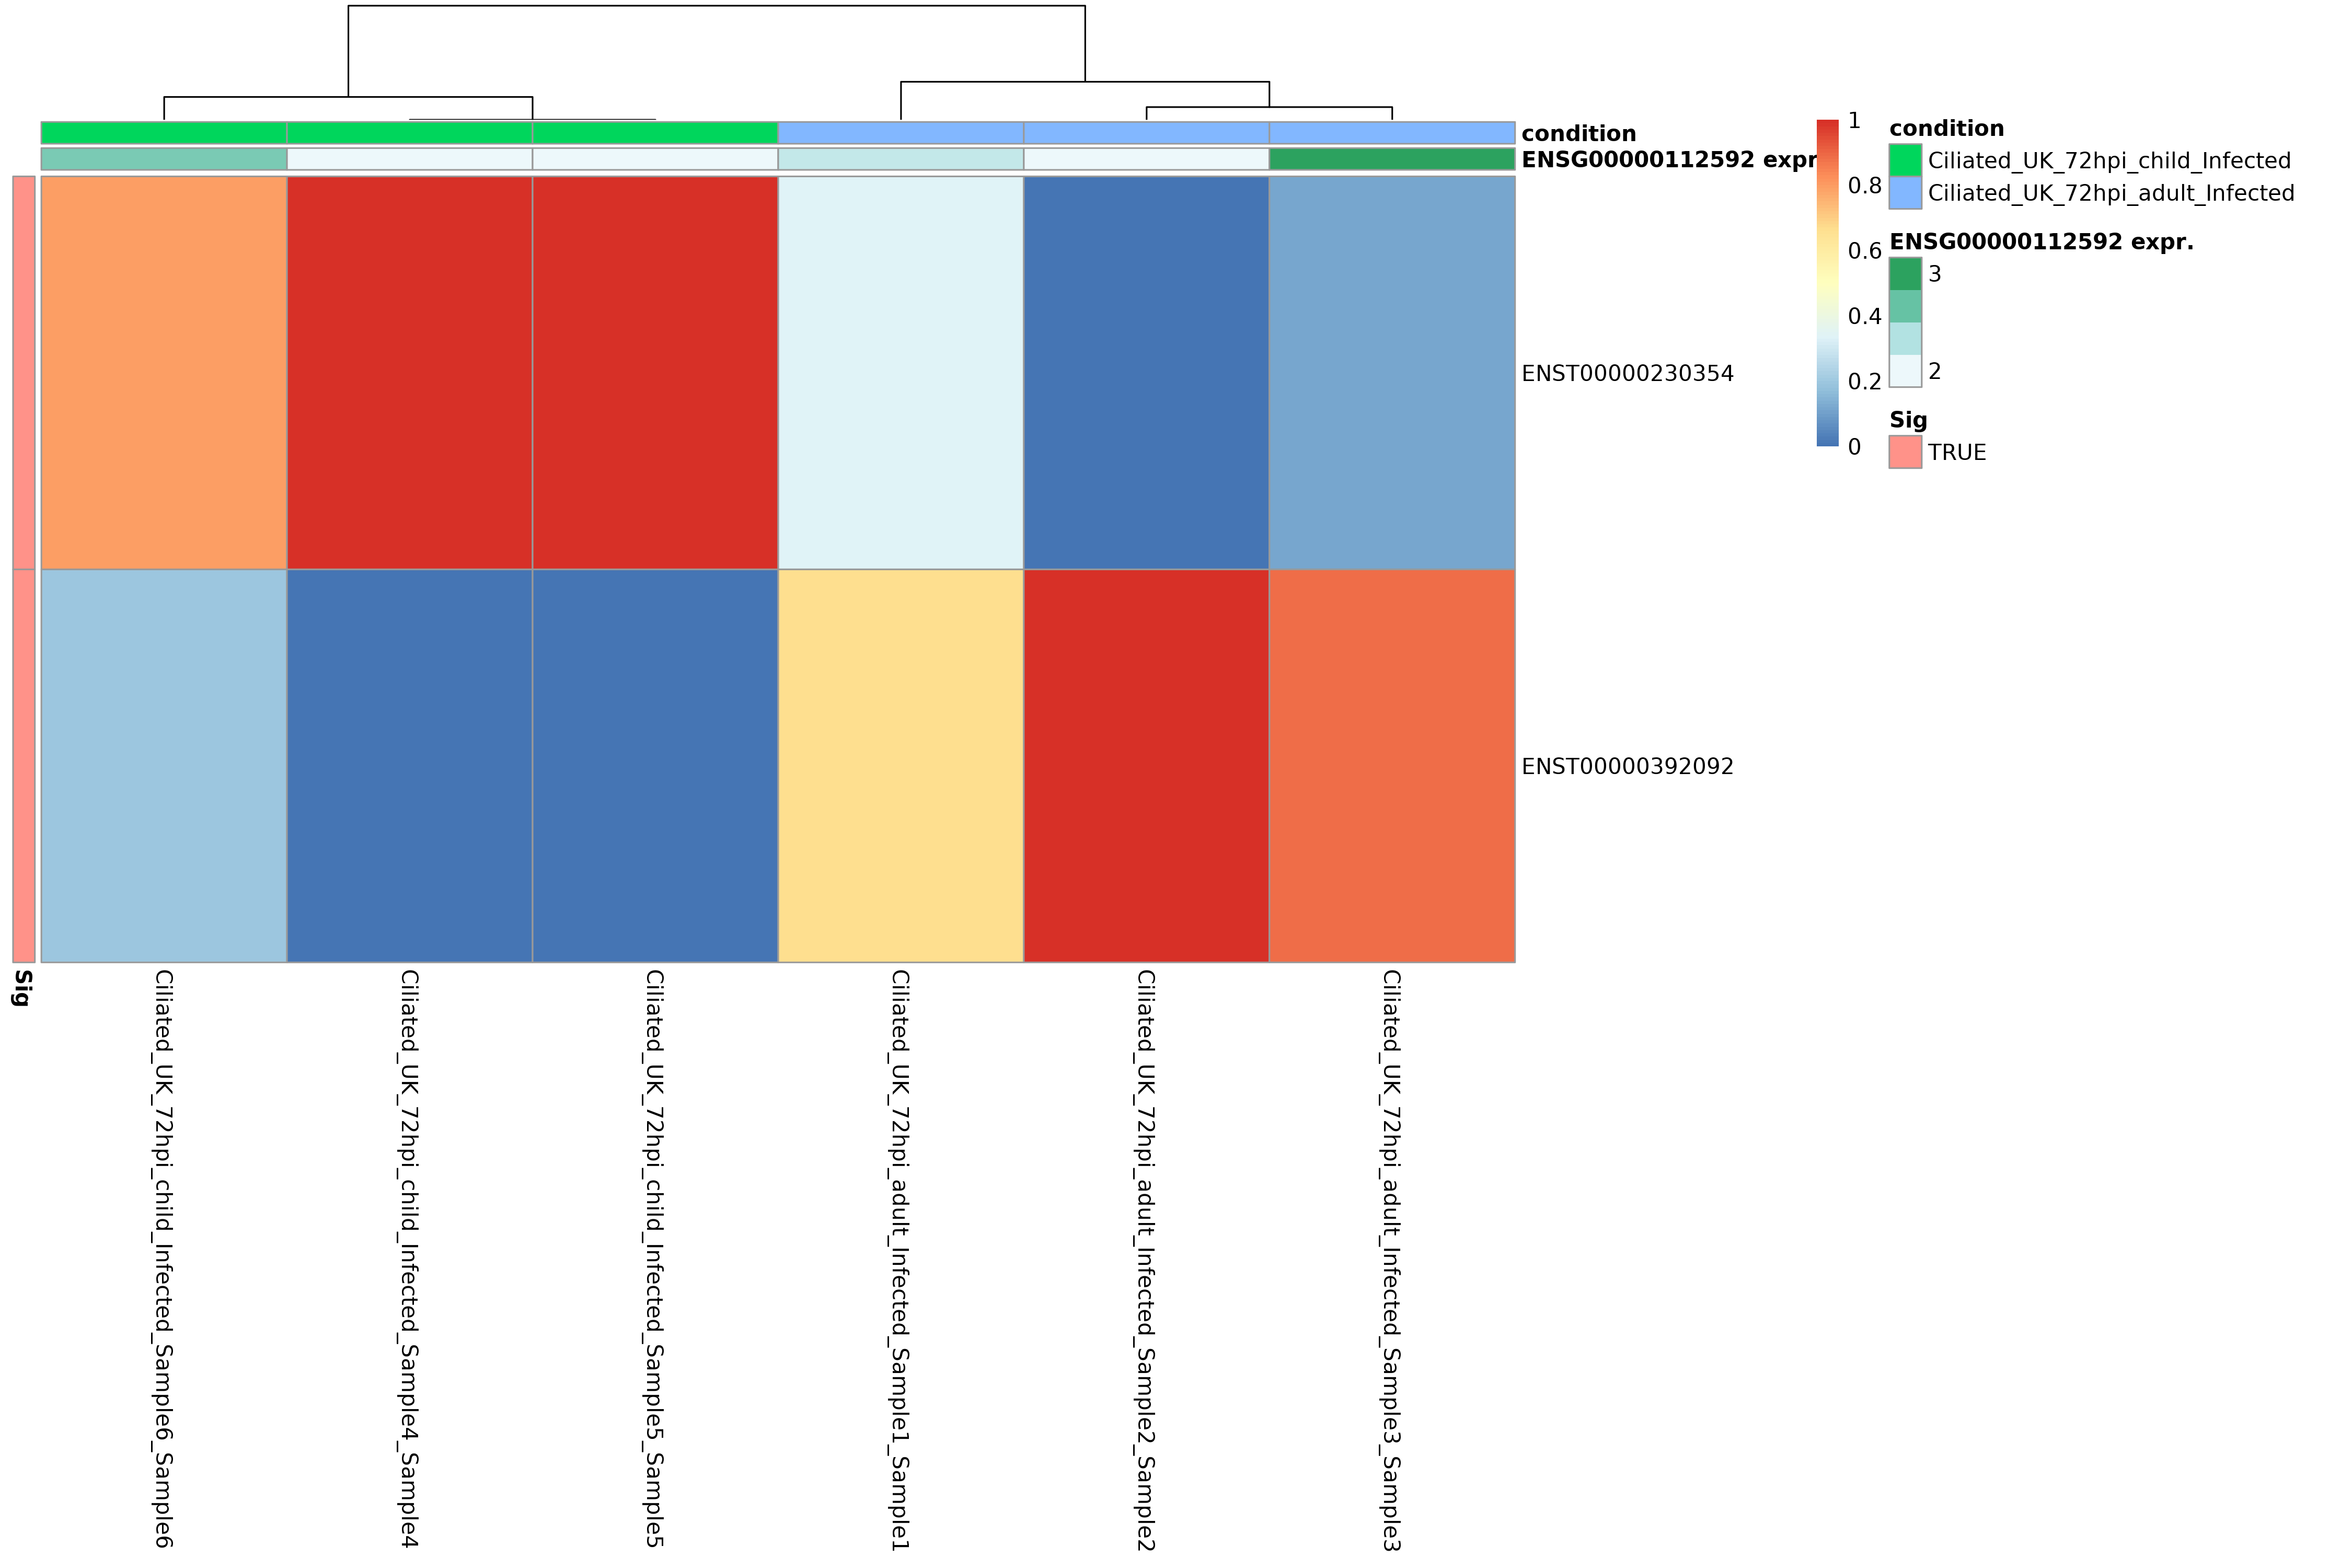 condition
ENSG00000112592 expr
ENST00000230354
ENST00000392092
1
0.8
0.6
0.4
0.2
0
condition
Ciliated_UK_72hpi_child_Infected
Ciliated_UK_72hpi_adult_Infected
ENSG00000112592 expr.
3
2
Sig
TRUE
Sig
Ciliated_UK_72hpi_child_Infected_Sample6_Sample6
Ciliated_UK_72hpi_child_Infected_Sample4_Sample4
Ciliated_UK_72hpi_child_Infected_Sample5_Sample5
Ciliated_UK_72hpi_adult_Infected_Sample1_Sample1
Ciliated_UK_72hpi_adult_Infected_Sample2_Sample2
Ciliated_UK_72hpi_adult_Infected_Sample3_Sample3